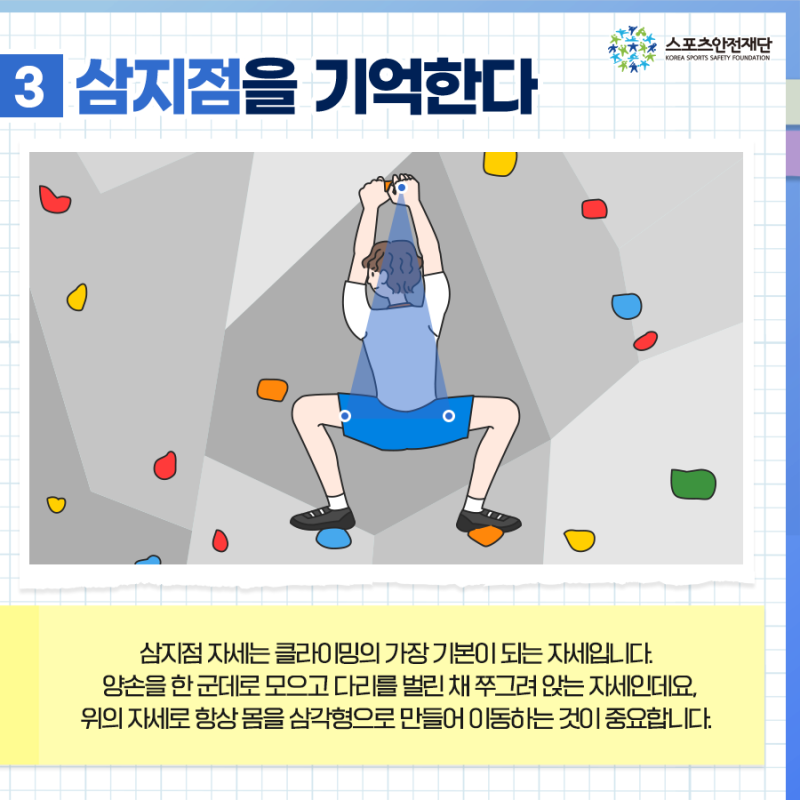 스포츠안전재단
KOREA SPORTS SAFETY FOUNDATION
3 삼지점을 기억한다
삼지점 자세는 클라이밍의 가장 기본이 되는 자세입니다.
양손을 한 군데로 모으고 다리를 벌린 채 쭈그려 앉는 자세인데요,
위의 자세로 항상 몸을 삼각형으로 만들어 이동하는 것이 중요합니다.